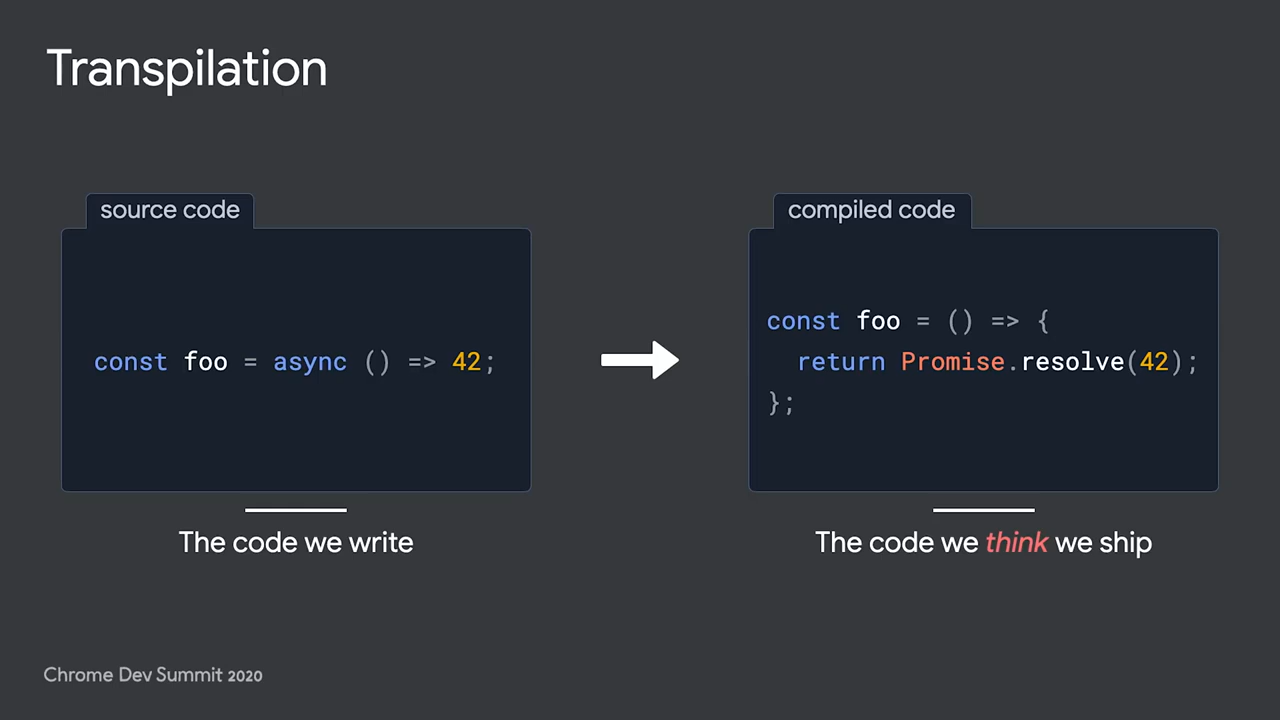 Transpilation
source code
const foo = async () => 42;
The code we write
compiled code
const foo = () => {
  return Promise.resolve(42);
};
The code we think we ship
Chrome Dev Summit 2020